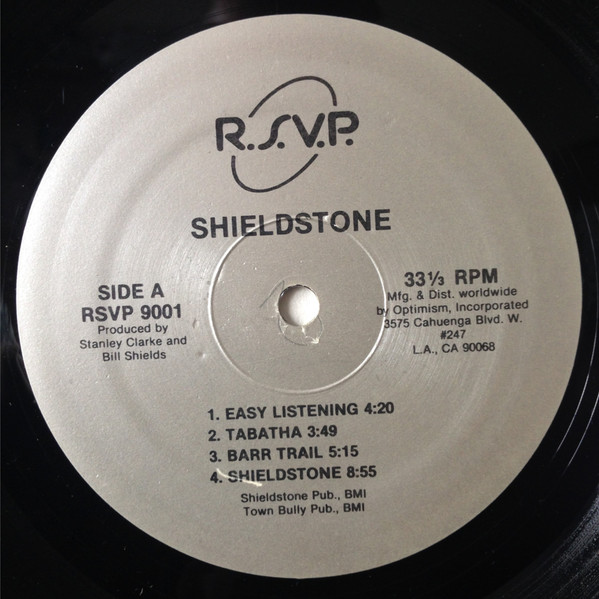 R.S.V.P.
SHIELDSTONE
SIDE A
RSVP 9001
Produced by
Stanley Clarke and
Bill Shields
33 1/3 RPM
Mfg. & Dist. worldwide
by Optimism, Incorporated
3575 Cahuenga Blvd. W.
#247
L.A., CA 90068
1. EASY LISTENING 4:20
2. TABATHA 3:49
3. BARR TRAIL 5:15
4. SHIELDSTONE 8:55
Shieldstone Pub., BMI
Town Bully Pub., BMI